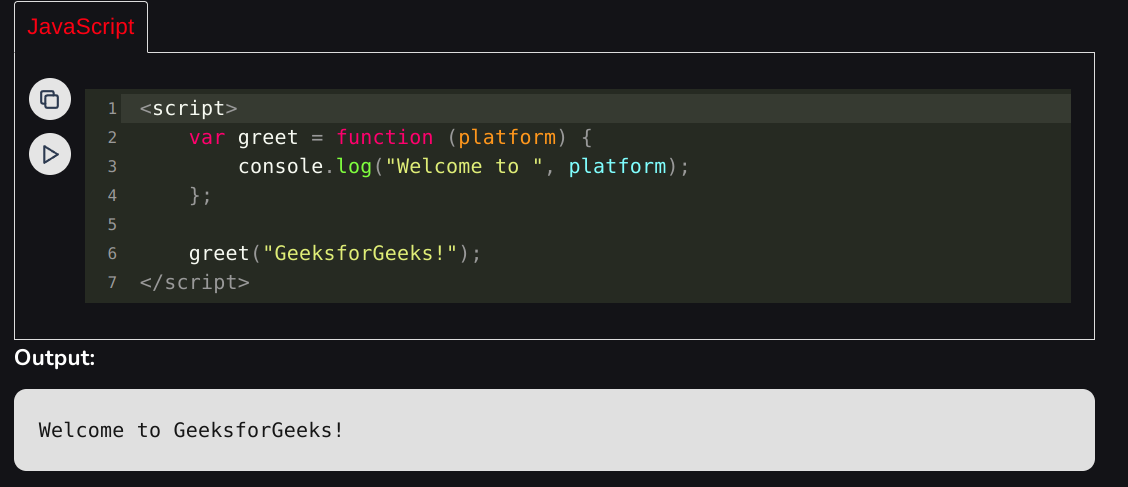 JavaScript
1 <script>
2     var greet = function (platform) {
3         console.log("Welcome to ", platform);
4     };
5
6     greet("GeeksforGeeks!");
7 </script>
Output:
Welcome to GeeksforGeeks!